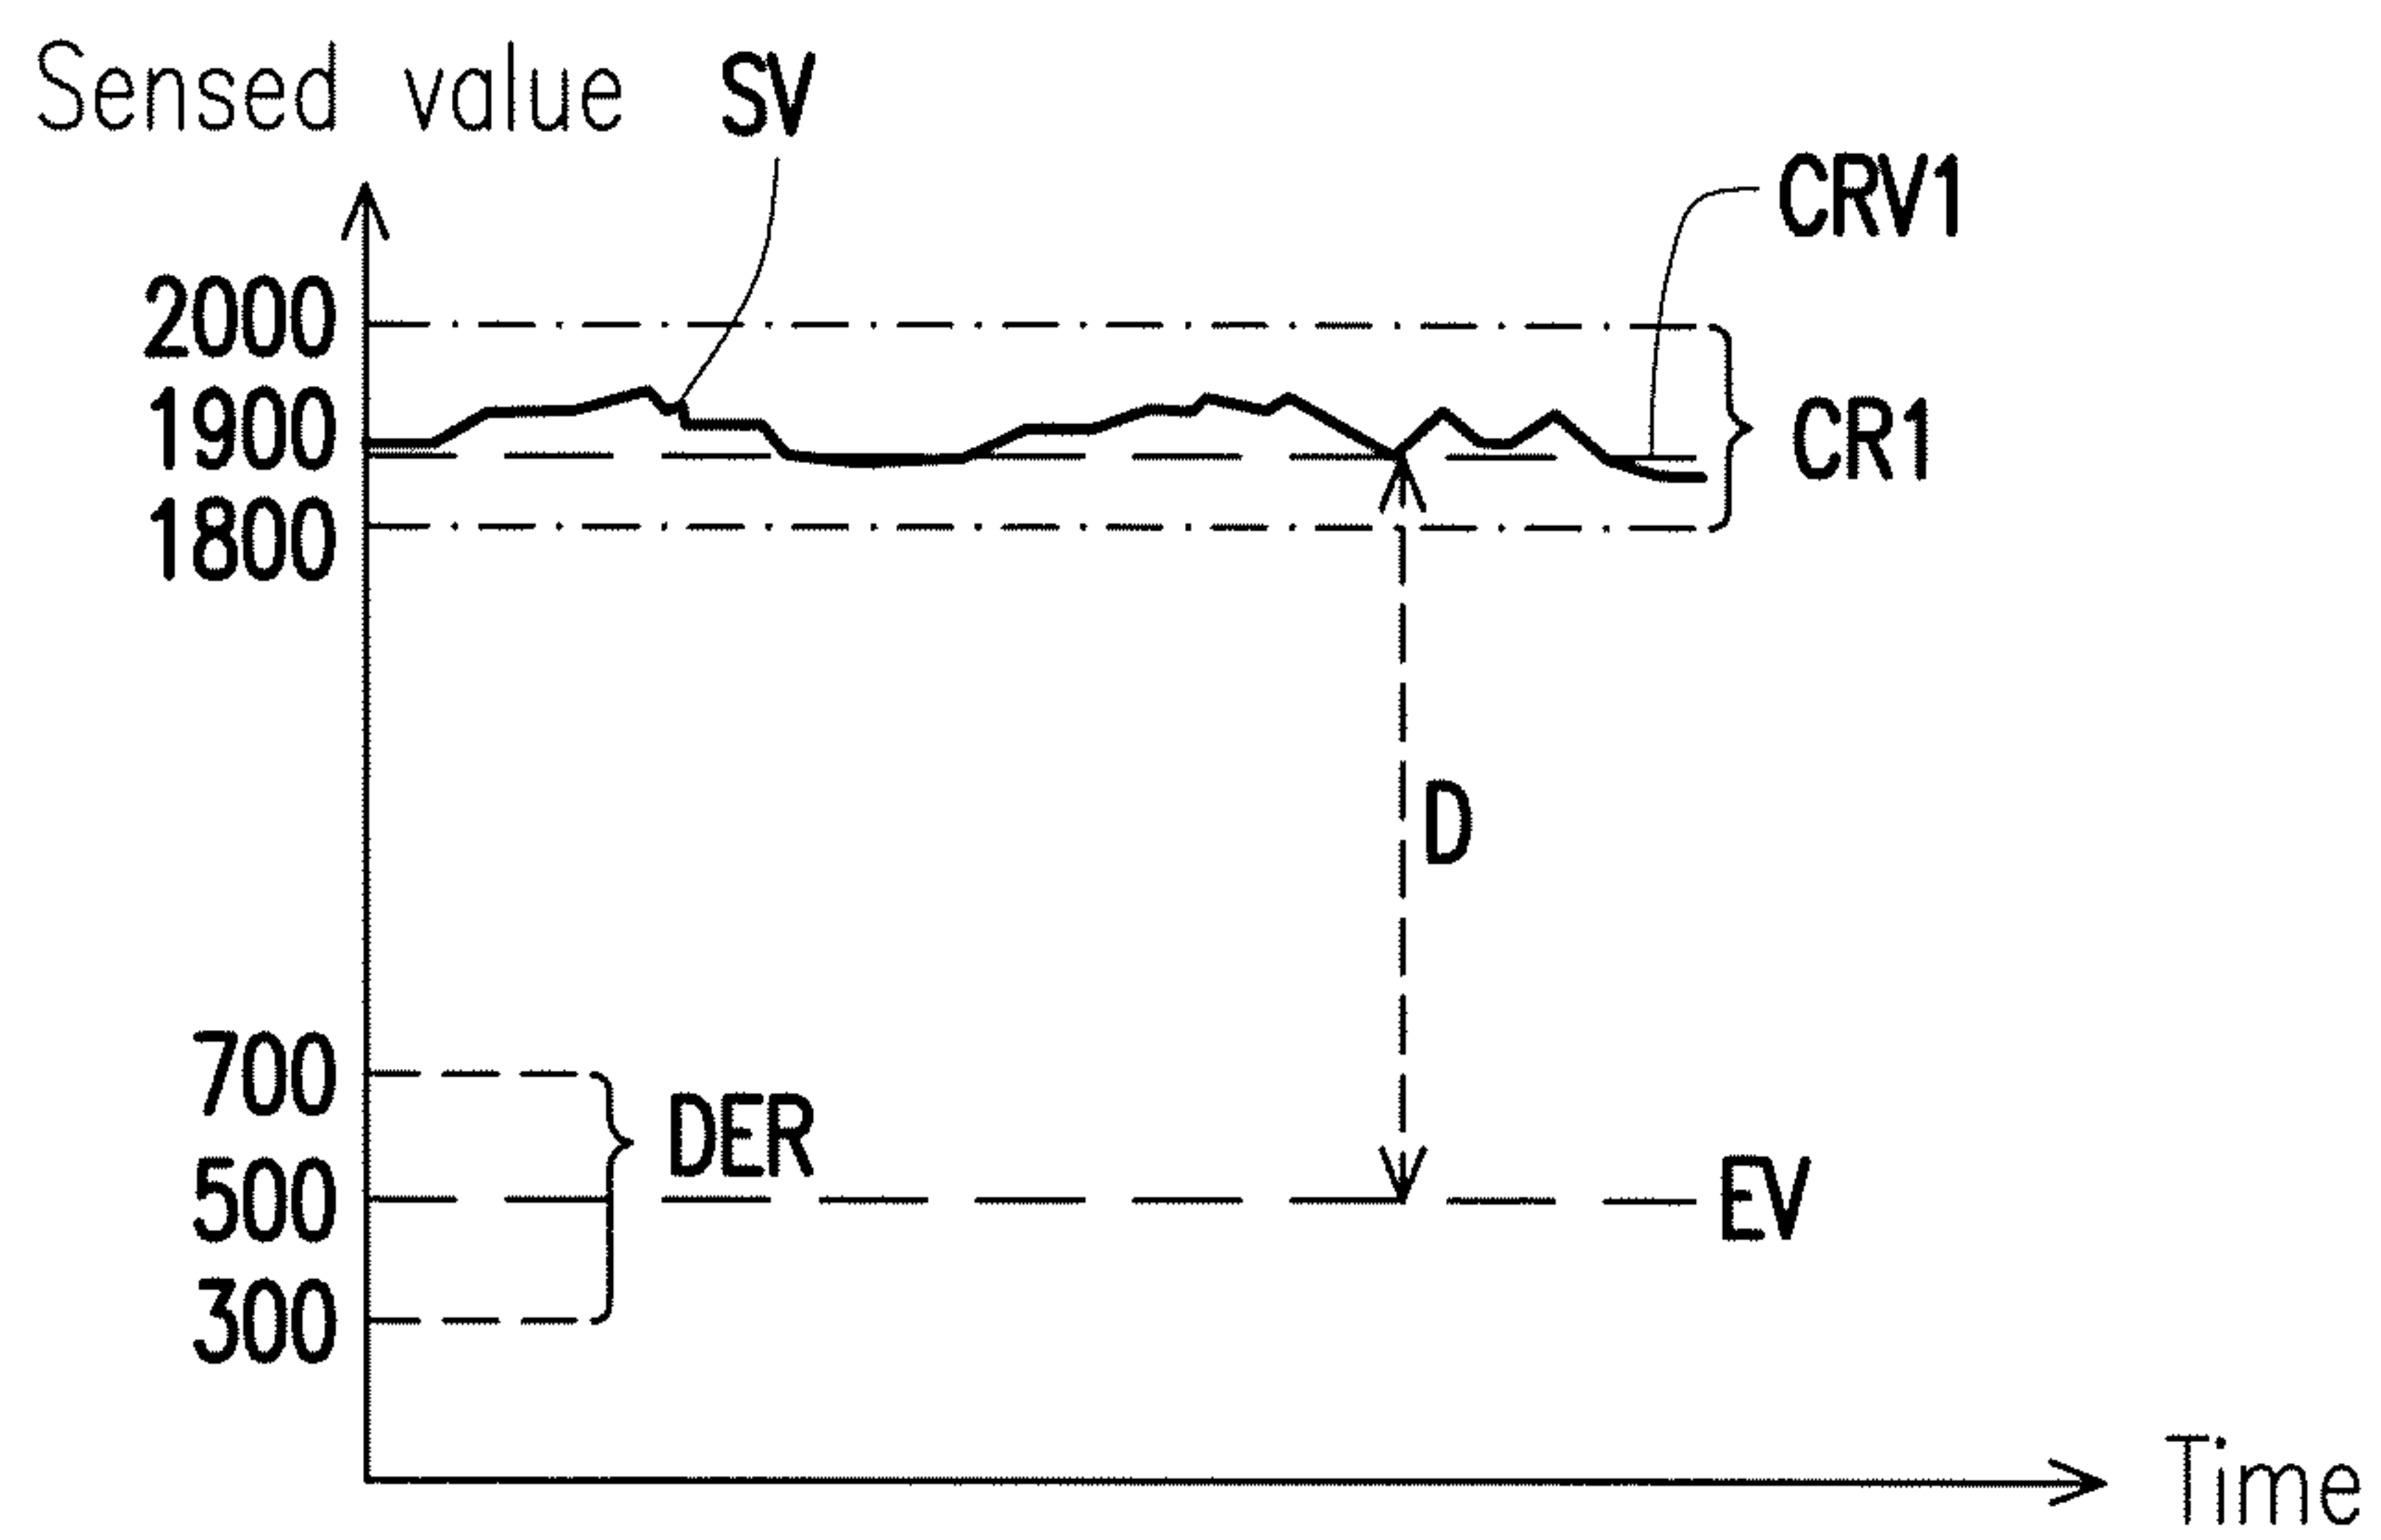 Sensed value SV
CRV1
2000
1900
CR1
1800
D
700
DER
500
EV
300
Time